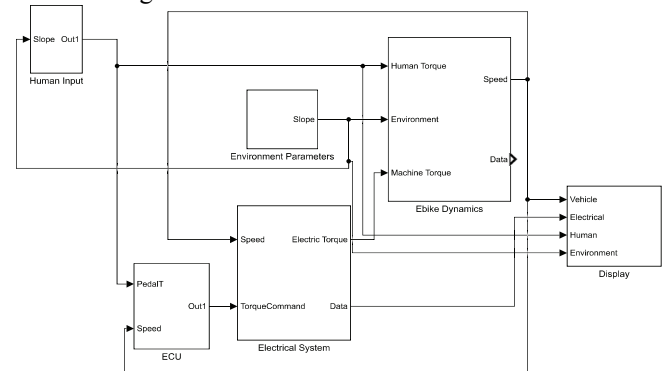 Slope Out1
Human Input
Human Torque
Speed
Environment
Data
Machine Torque
Ebike Dynamics
Slope
Environment Parameters
Vehicle
Electrical
Human
Environment
Display
Speed Electric Torque
TorqueCommand Data
Electrical System
PedalT
Out1
Speed
ECU